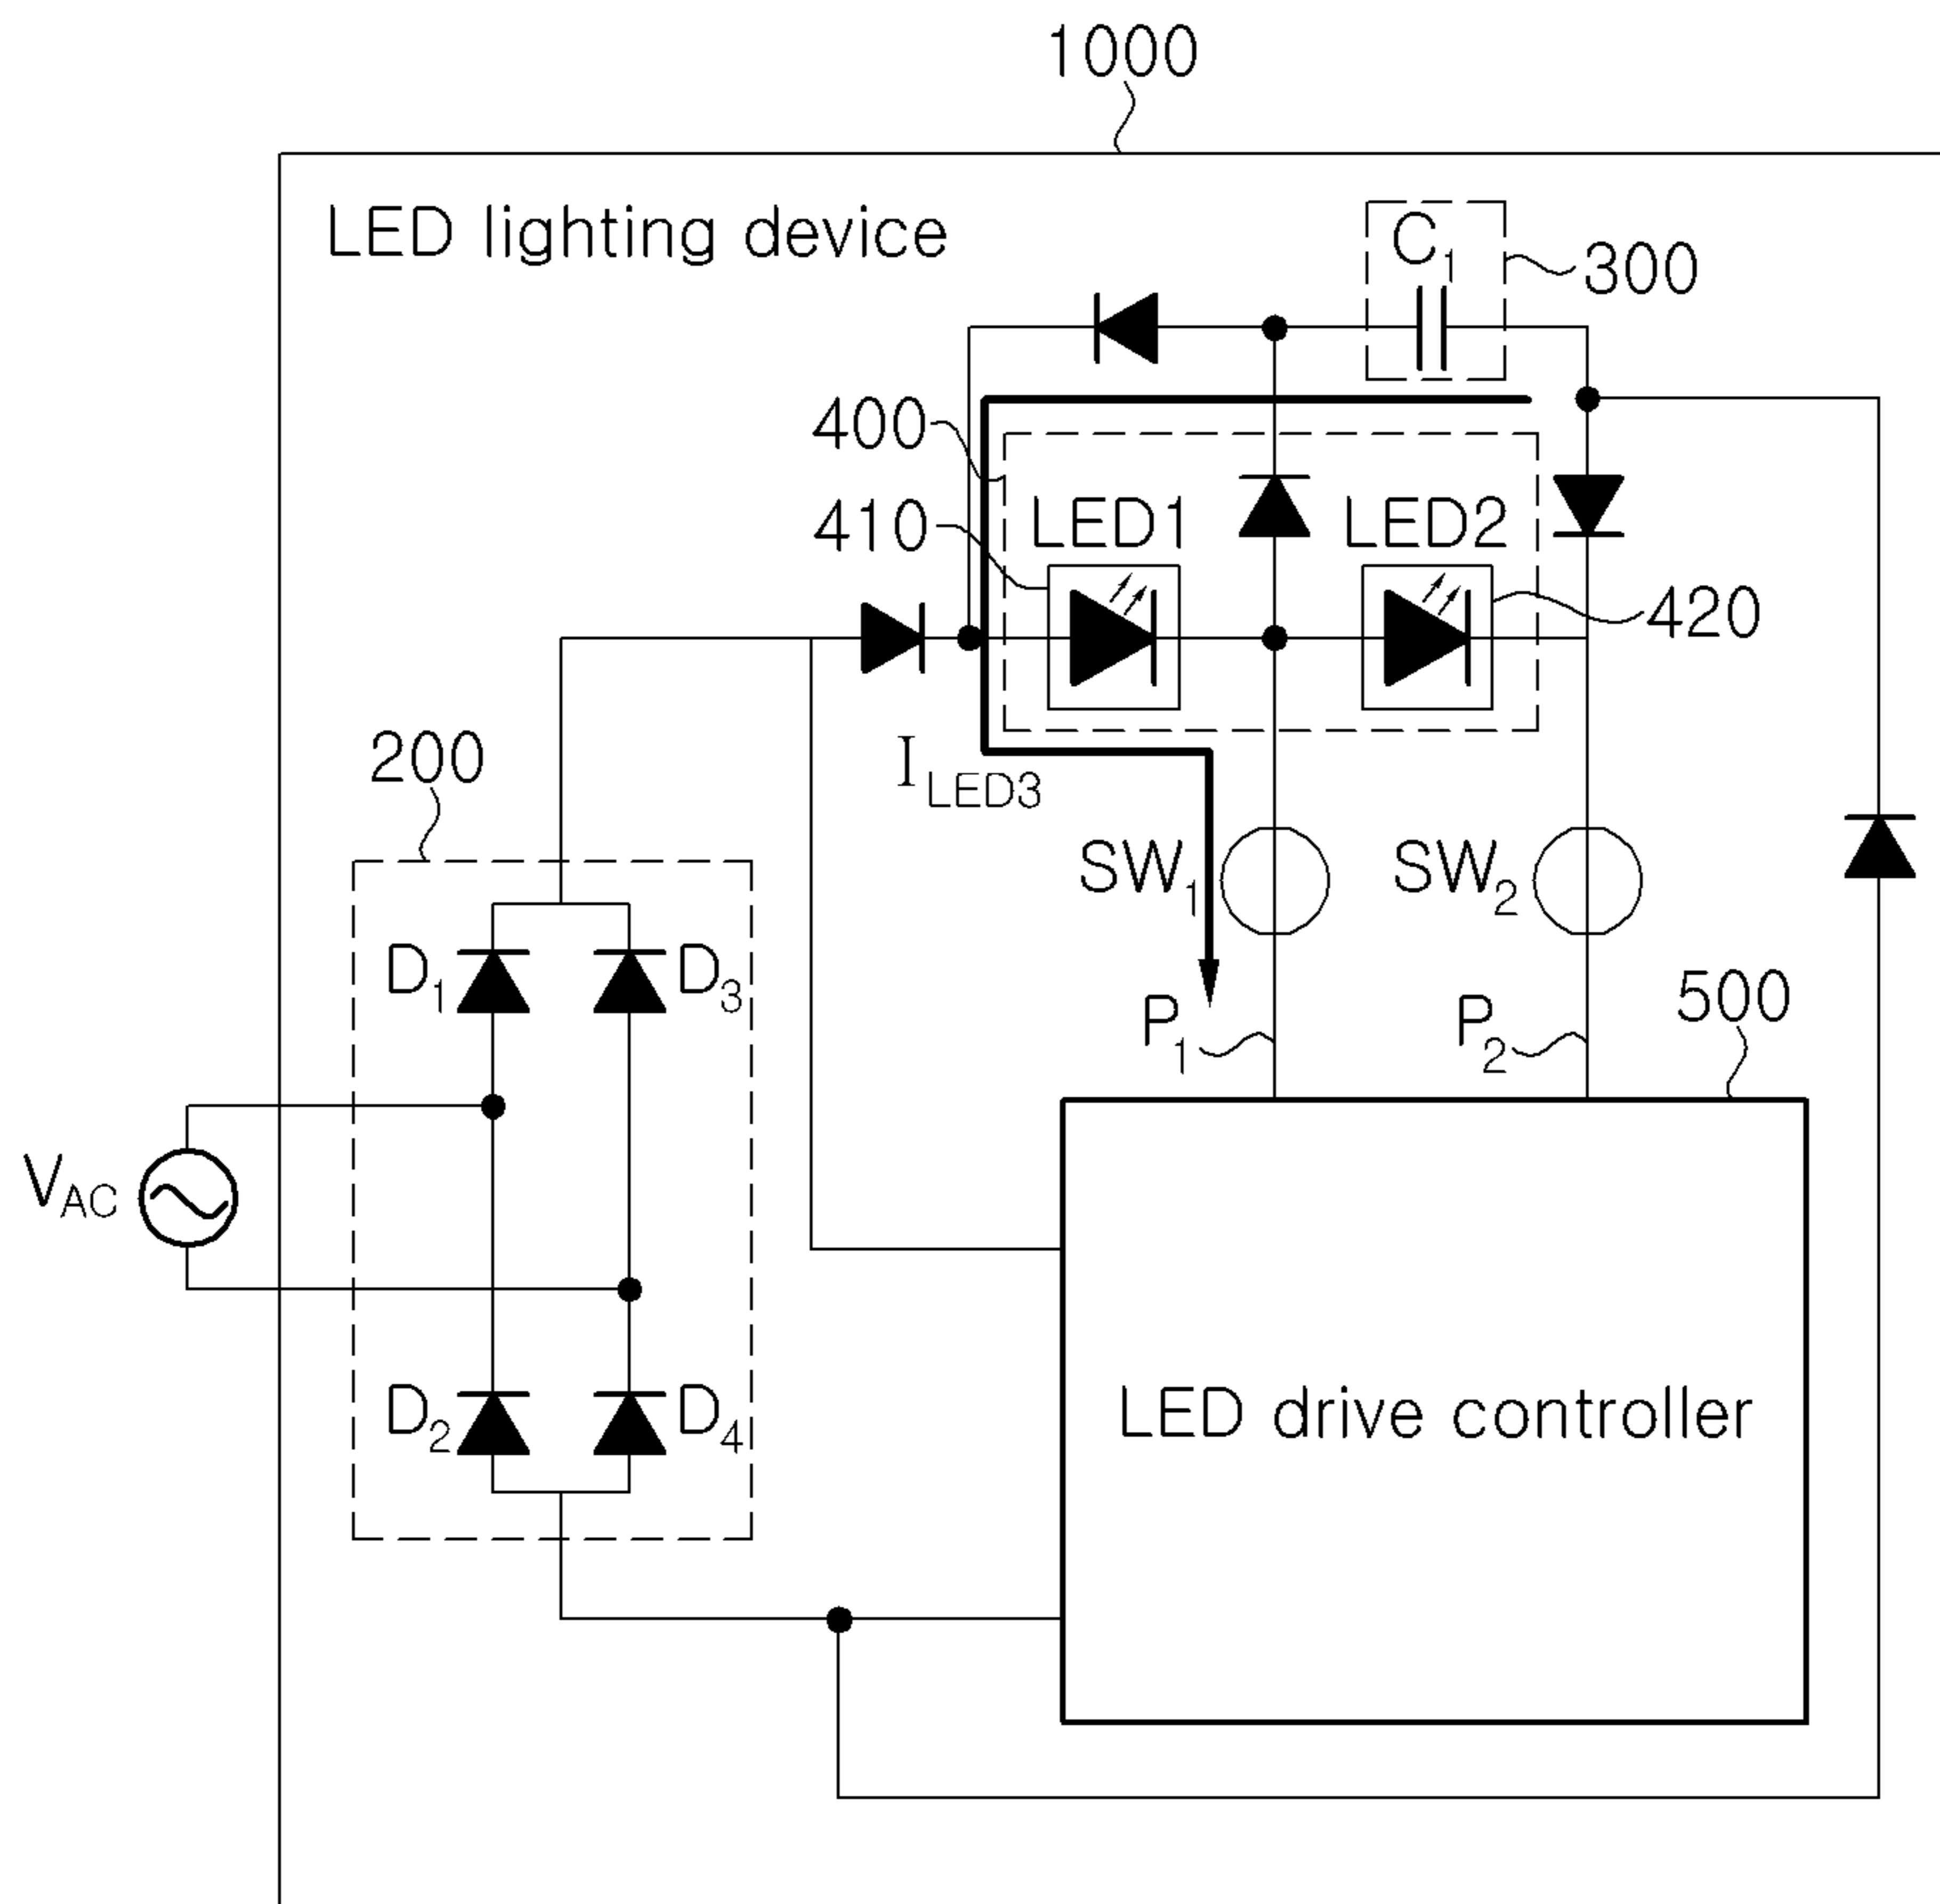 1000
LED lighting device
C1
300
400
410
LED1
LED2
420
200
ILED3
SW1
SW2
D1
D3
P1
P2
500
VAC
D2
D4
LED drive controller